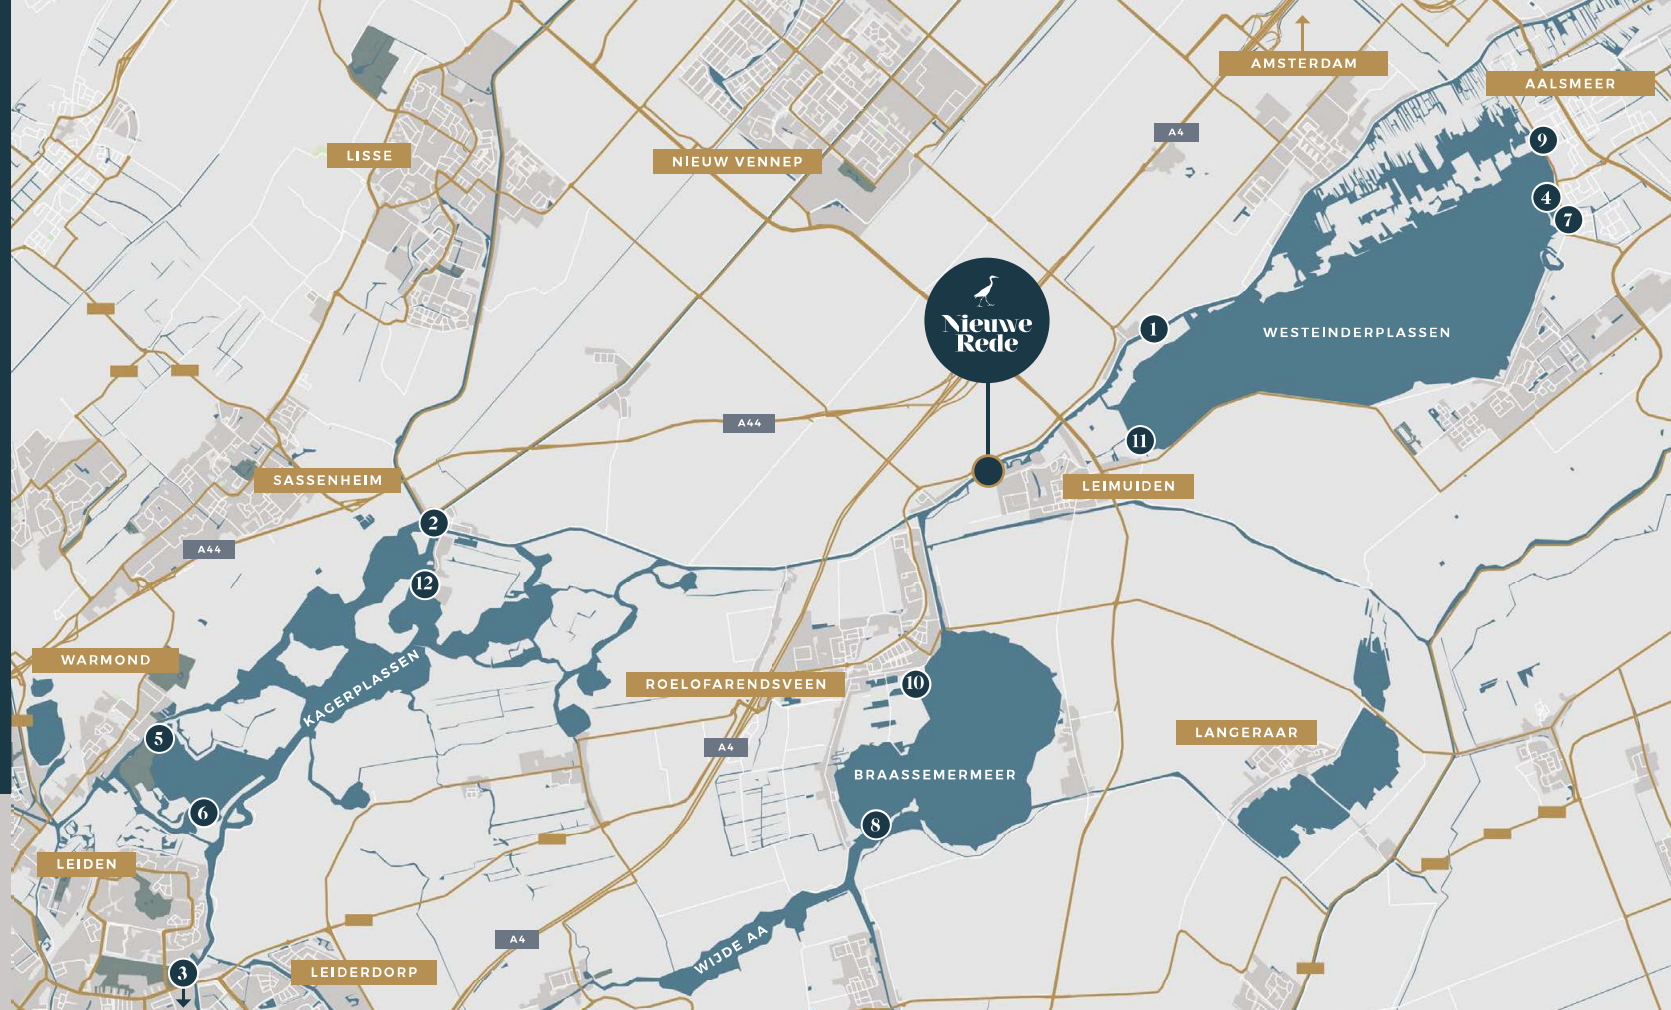 AMSTERDAM
AALSMEER
A4
9
LISSE
NIEUW VENNEP
4
7
Nieuwe
Rede
1
WESTEINDERPLASSEN
A44
11
SASSENHEIM
LEIMUIDEN
2
A44
12
WARMOND
KAGERPLASSEN
ROELOFARENDSVEEN
10
5
A4
LANGERAAR
BRAASSEMERMEER
6
8
LEIDEN
A4
WIJDE AA
3
LEIDERDORP